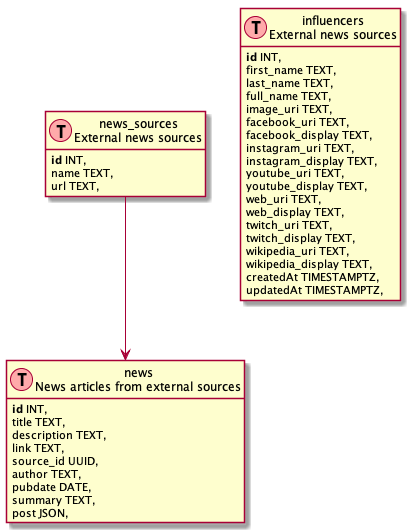 T
influencers
External news sources
id INT,
first_name TEXT,
last_name TEXT,
full_name TEXT,
image_uri TEXT,
facebook_uri TEXT,
facebook_display TEXT,
instagram_uri TEXT,
instagram_display TEXT,
youtube_uri TEXT,
youtube_display TEXT,
web_uri TEXT,
web_display TEXT,
twitch_uri TEXT,
twitch_display TEXT,
wikipedia_uri TEXT,
wikipedia_display TEXT,
createdAt TIMESTAMPTZ,
updatedAt TIMESTAMPTZ,
T
news_sources
External news sources
id INT,
name TEXT,
url TEXT,
T
news
News articles from external sources
id INT,
title TEXT,
description TEXT,
link TEXT,
source_id UUID,
author TEXT,
pubdate DATE,
summary TEXT,
post JSON,